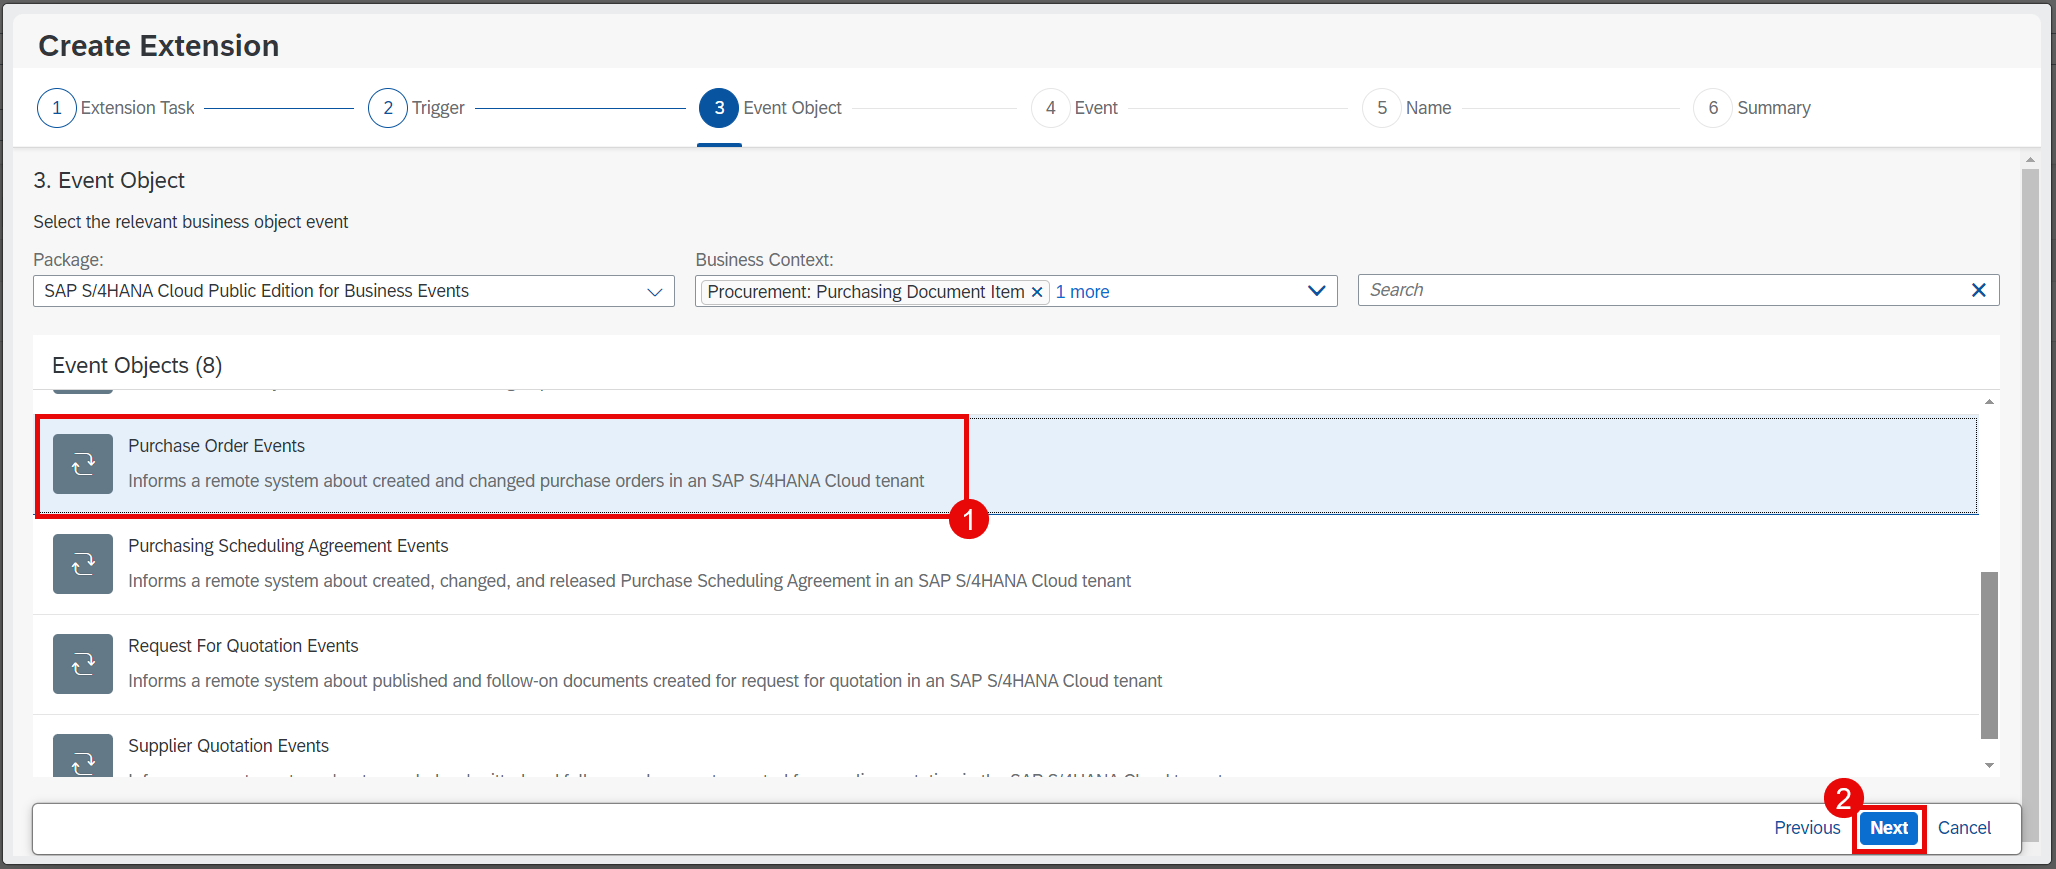 Create Extension
1 Extension Task 2 Trigger 3 Event Object 4 Event 5 Name 6 Summary
3. Event Object
Select the relevant business object event
Package: Business Context:
SAP S/4HANA Cloud Public Edition for Business Events Procurement: Purchasing Document Item 1 more Search
Event Objects (8)
Purchase Order Events
Informs a remote system about created and changed purchase orders in an SAP S/4HANA Cloud tenant
1
Purchasing Scheduling Agreement Events
Informs a remote system about created, changed, and released Purchase Scheduling Agreement in an SAP S/4HANA Cloud tenant
Request For Quotation Events
Informs a remote system about published and follow-on documents created for request for quotation in an SAP S/4HANA Cloud tenant
Supplier Quotation Events
2
Previous Next Cancel